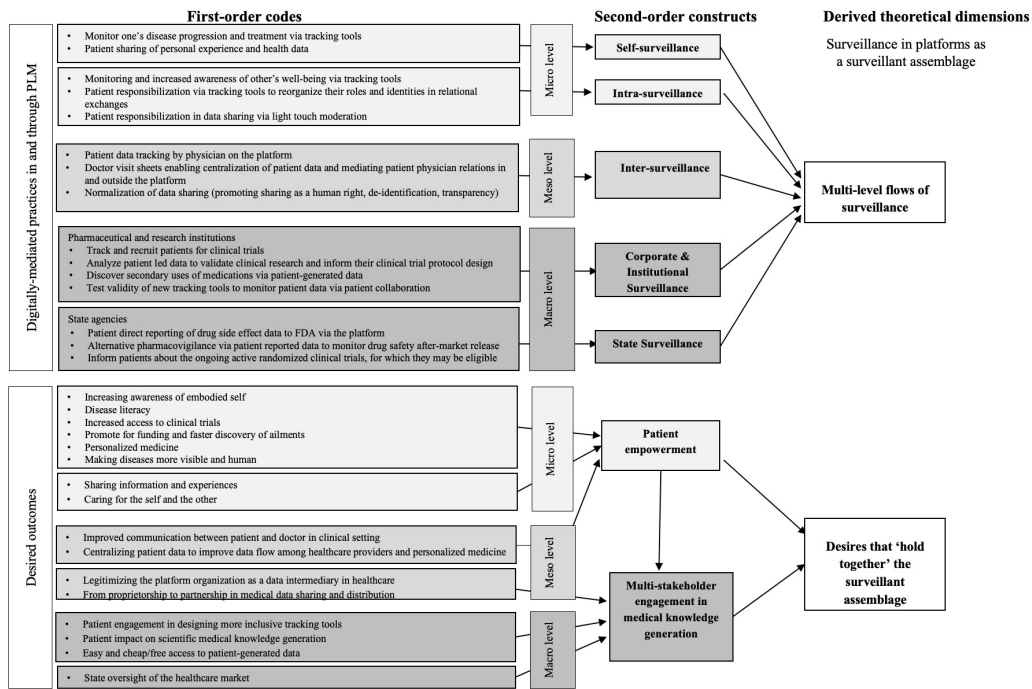 First-order codes
Second-order constructs
Derived theoretical dimensions
Surveillance in platforms as
a surveillant assemblage
Digitally-mediated practices in and through PLM
• Monitor one's disease progression and treatment via tracking tools
• Patient sharing of personal experience and health data
• Monitoring and increased awareness of other's well-being via tracking tools
• Patient responsibilization via tracking tools to reorganize their roles and identities in relational
exchanges
• Patient responsibilization in data sharing via light touch moderation
Micro level
Self-surveillance
Intra-surveillance
• Patient data tracking by physician on the platform
• Doctor visit sheets enabling centralization of patient data and mediating patient physician relations in
and outside the platform
• Normalization of data sharing (promoting sharing as a human right, de-identification, transparency)
Meso level
Inter-surveillance
Multi-level flows of
surveillance
Pharmaceutical and research institutions
• Track and recruit patients for clinical trials
• Analyze patient led data to validate clinical research and inform their clinical trial protocol design
• Discover secondary uses of medications via patient-generated data
• Test validity of new tracking tools to monitor patient data via patient collaboration
State agencies
• Patient direct reporting of drug side effect data to FDA via the platform
• Alternative pharmacovigilance via patient reported data to monitor drug safety after-market release
• Inform patients about the ongoing active randomized clinical trials, for which they may be eligible
Macro level
Corporate &
Institutional
Surveillance
State Surveillance
Desired outcomes
• Increasing awareness of embodied self
• Disease literacy
• Increased access to clinical trials
• Promote for funding and faster discovery of ailments
• Personalized medicine
• Making diseases more visible and human
• Sharing information and experiences
• Caring for the self and the other
Micro level
Patient
empowerment
• Improved communication between patient and doctor in clinical setting
• Centralizing patient data to improve data flow among healthcare providers and personalized medicine
• Legitimizing the platform organization as a data intermediary in healthcare
• From proprietorship to partnership in medical data sharing and distribution
Meso level
Multi-stakeholder
engagement in
medical knowledge
generation
Desires that 'hold
together' the
surveillant
assemblage
• Patient engagement in designing more inclusive tracking tools
• Patient impact on scientific medical knowledge generation
• Easy and cheap/free access to patient-generated data
• State oversight of the healthcare market
Macro level